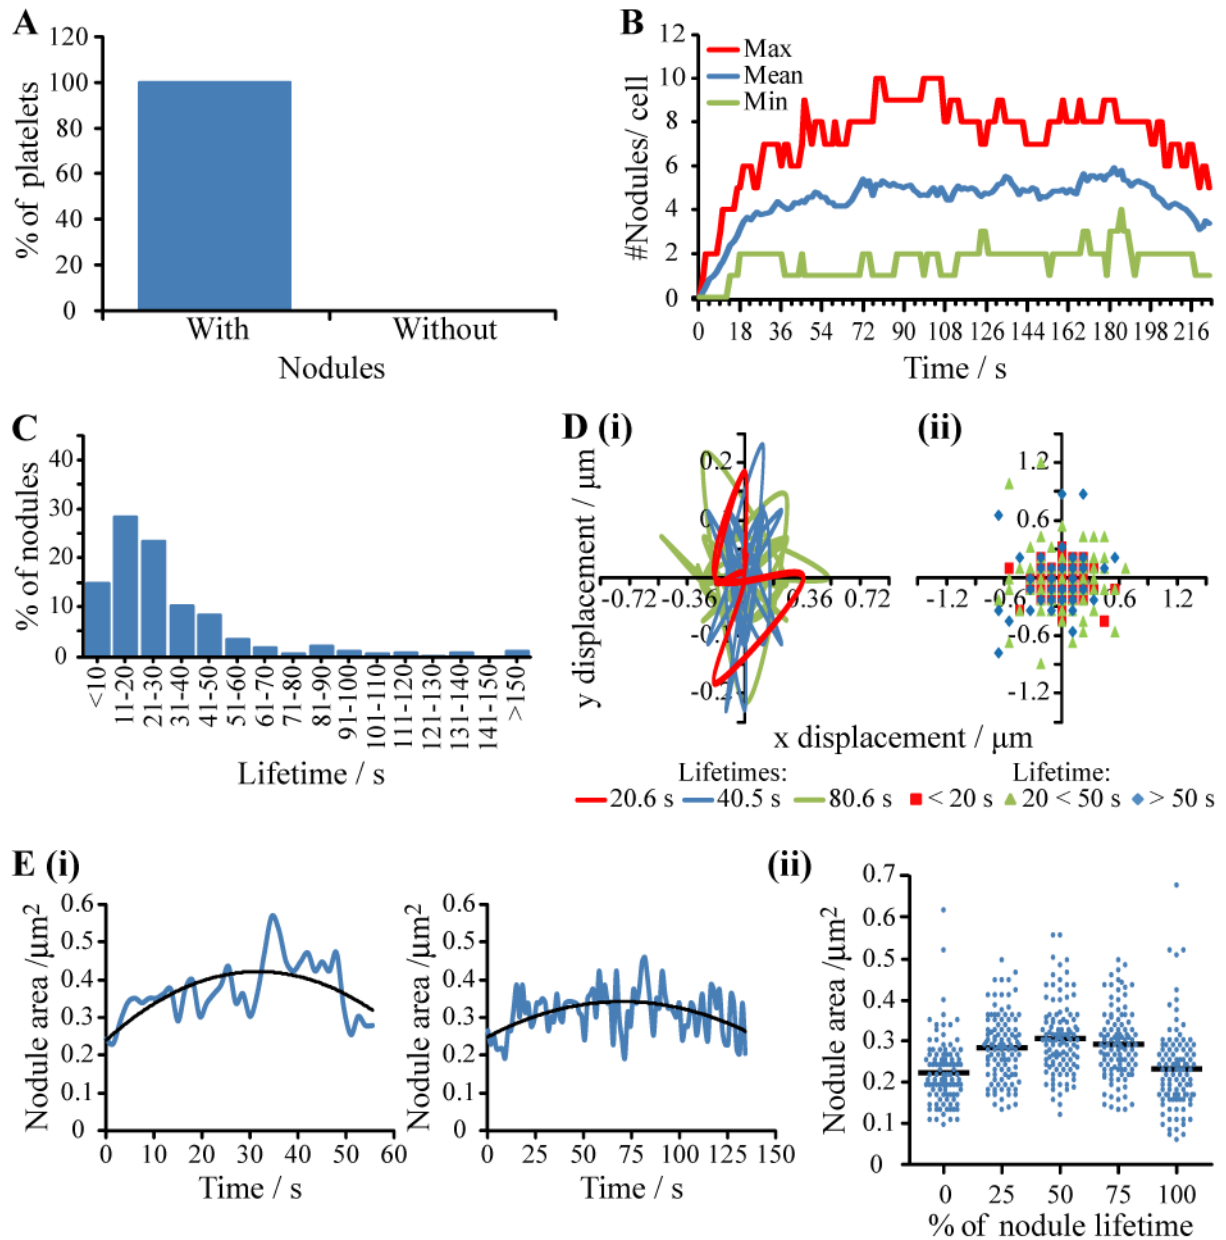 A
% of platelets
120
100
80
60
40
20
0
With
Without
Nodules
B
#Nodules/ cell
12
10
8
6
4
2
0
Max
Mean
Min
0 18 36 54 72 90 108 126 144 162 180 198 216
Time / s
C
% of nodules
40
30
20
10
0
<10
11-20
21-30
31-40
41-50
51-60
61-70
71-80
81-90
91-100
101-110
111-120
121-130
131-140
141-150
>150
Lifetime / s
D (i)
y displacement / μm
0.2
-0.72 -0.36 0.36 0.72
(ii)
1.2
0.6
-1.2 -0.6 0.6 1.2
-0.6
-1.2
x displacement / μm
Lifetimes:
20.6 s 40.5 s 80.6 s
Lifetime:
< 20 s 20 < 50 s > 50 s
E (i)
Nodule area /μm²
0.6
0.5
0.4
0.3
0.2
0.1
0
0 10 20 30 40 50 60
Time / s
Nodule area /μm²
0.6
0.5
0.4
0.3
0.2
0.1
0
0 25 50 75 100 125 150
Time / s
(ii)
Nodule area /μm²
0.7
0.6
0.5
0.4
0.3
0.2
0.1
0
0 25 50 75 100
% of nodule lifetime